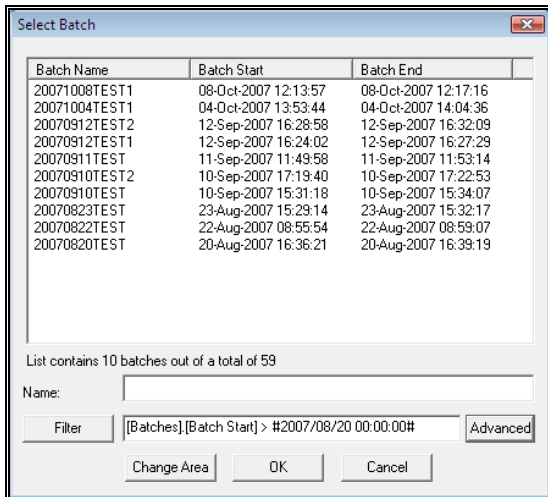 Select Batch
Batch Name Batch Start Batch End
20071008TEST1 08-Oct-2007 12:13:57 08-Oct-2007 12:17:16
20071004TEST1 04-Oct-2007 13:53:44 04-Oct-2007 14:04:36
20070912TEST2 12-Sep-2007 16:28:58 12-Sep-2007 16:32:09
20070912TEST1 12-Sep-2007 16:24:02 12-Sep-2007 16:27:29
20070911TEST 11-Sep-2007 11:49:58 11-Sep-2007 11:53:14
20070910TEST2 10-Sep-2007 17:19:40 10-Sep-2007 17:22:53
20070910TEST 10-Sep-2007 15:31:18 10-Sep-2007 15:34:07
20070823TEST 23-Aug-2007 15:29:14 23-Aug-2007 15:32:17
20070822TEST 22-Aug-2007 08:55:54 22-Aug-2007 08:59:07
20070820TEST 20-Aug-2007 16:36:21 20-Aug-2007 16:39:19
List contains 10 batches out of a total of 59
Name:
Filter [Batches].[Batch Start] > #2007/08/20 00:00:00# Advanced
Change Area OK Cancel